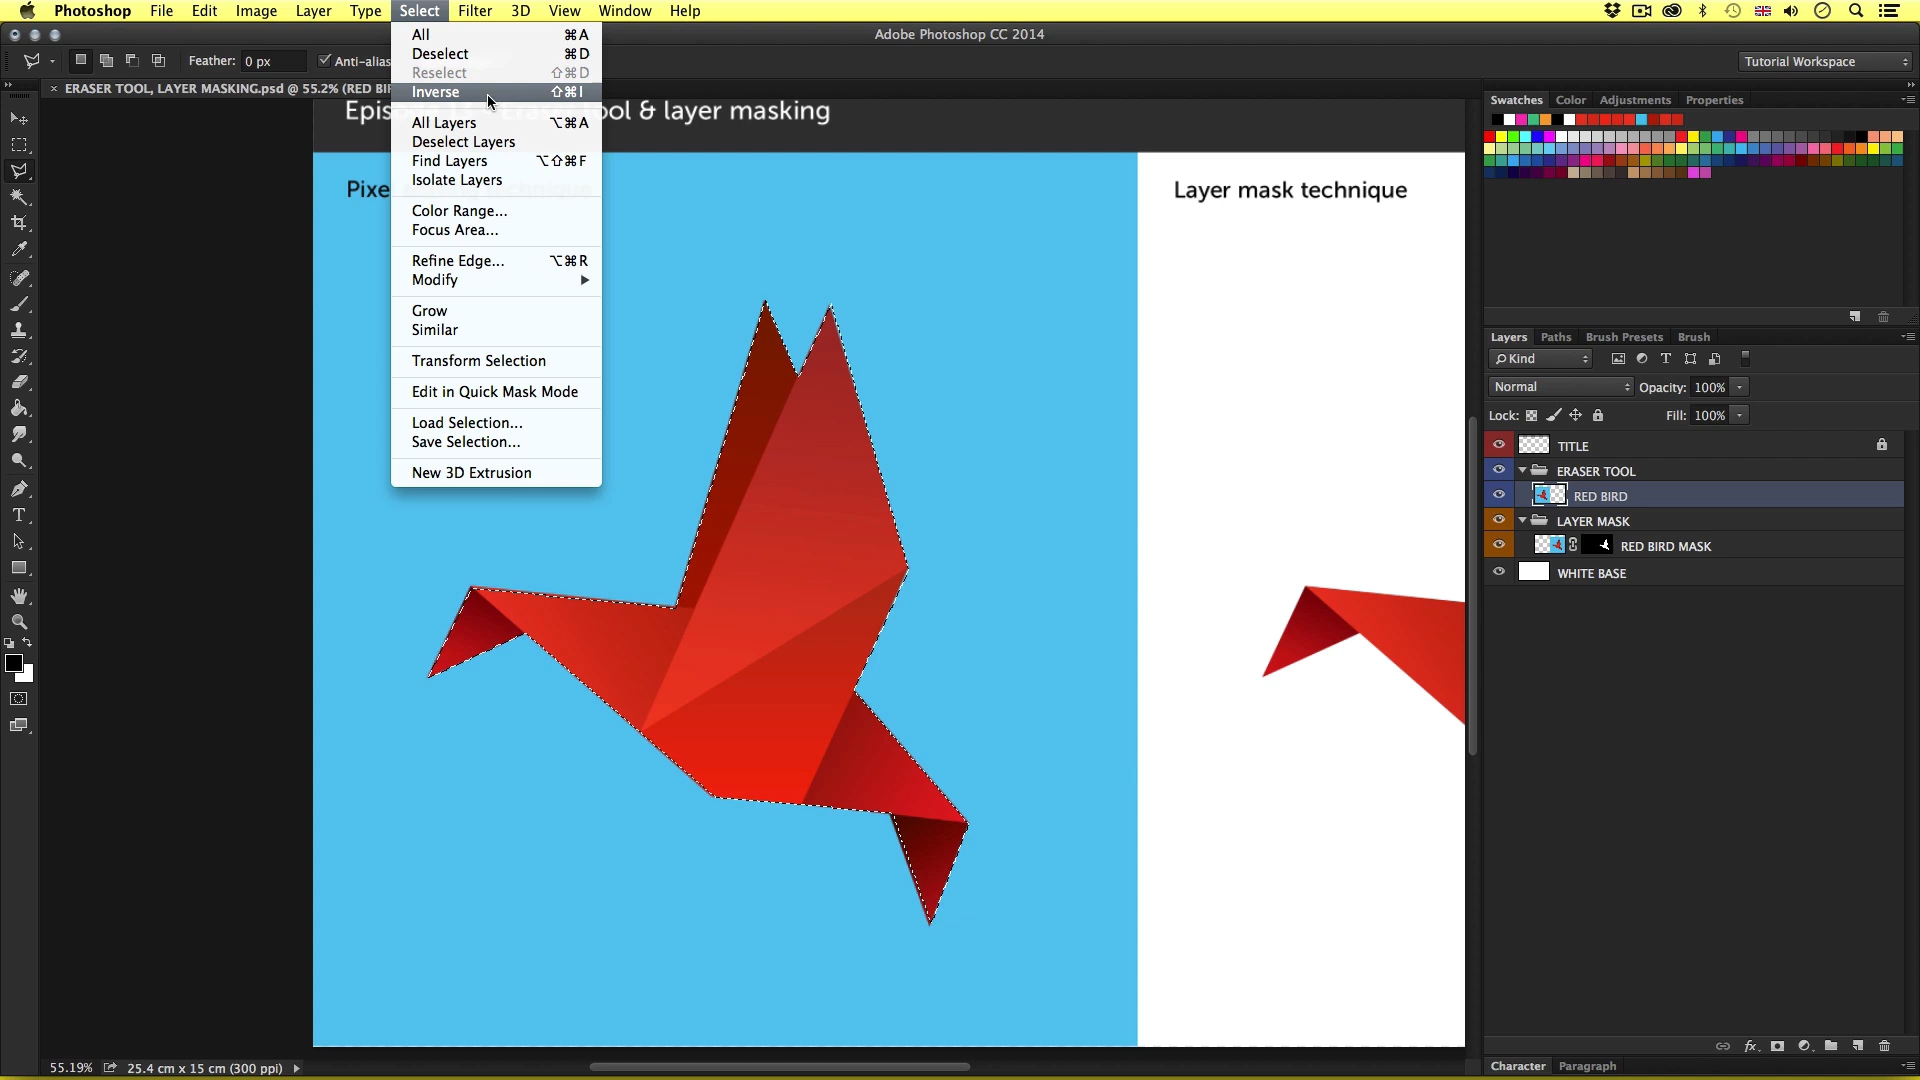 Photoshop File Edit Image Layer Type Select Filter 3D View Window Help
Adobe Photoshop CC 2014
Feather: 0 px Anti-alias
Tutorial Workspace
× ERASER TOOL, LAYER MASKING.psd @ 55.2% (RED BI
All ⌘A
Deselect ⌘D
Reselect ⇧⌘D
Inverse ⇧⌘I
All Layers ⌥⌘A
Deselect Layers
Find Layers ⌥⇧⌘F
Isolate Layers
Color Range...
Focus Area...
Refine Edge... ⌥⌘R
Modify
Grow
Similar
Transform Selection
Edit in Quick Mask Mode
Load Selection...
Save Selection...
New 3D Extrusion
tool & layer masking
Layer mask technique
Swatches Color Adjustments Properties
Layers Paths Brush Presets Brush
Kind
Normal Opacity: 100%
Lock: Fill: 100%
TITLE
ERASER TOOL
RED BIRD
LAYER MASK
RED BIRD MASK
WHITE BASE
fx
Character Paragraph
55.19% 25.4 cm x 15 cm (300 ppi)